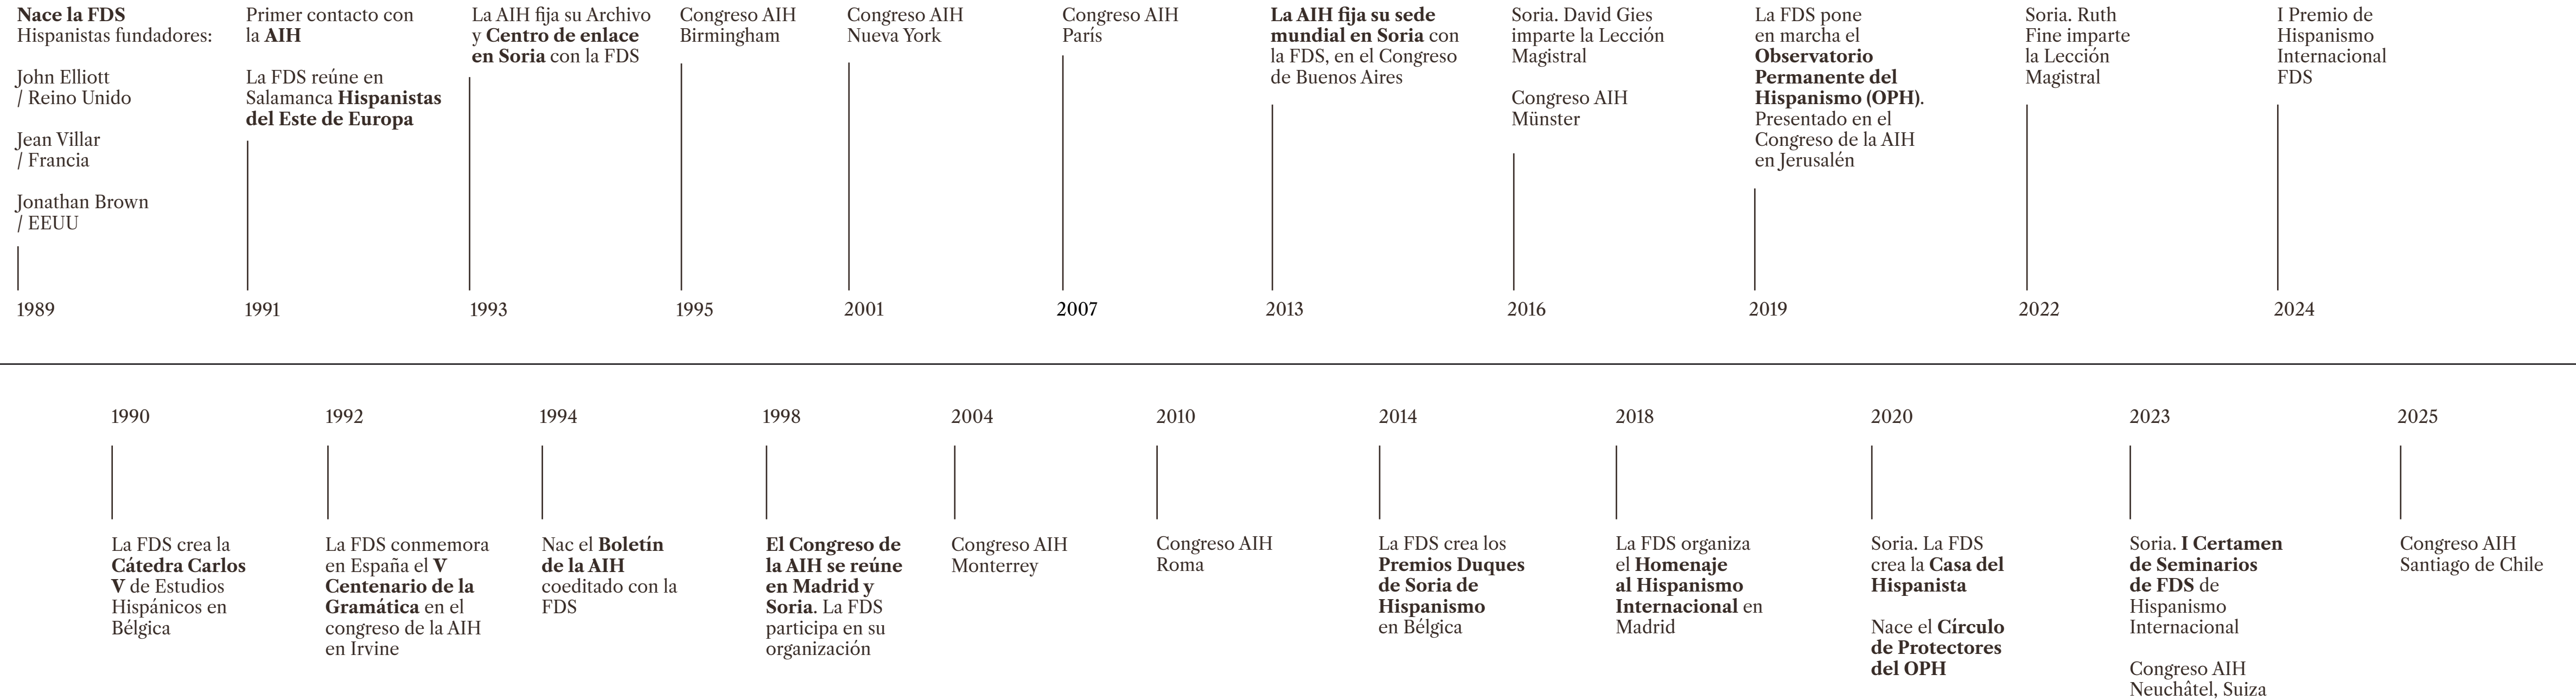 Nace la FDS
Hispanistas fundadores:
John Elliott
/ Reino Unido
Jean Villar
/ Francia
Jonathan Brown
/ EEUU
1989
Primer contacto con
la AIH
La FDS reúne en
Salamanca Hispanistas
del Este de Europa
1991
La AIH fija su Archivo
y Centro de enlace
en Soria con la FDS
1993
Congreso AIH
Birmingham
1995
Congreso AIH
Nueva York
2001
Congreso AIH
París
2007
La AIH fija su sede
mundial en Soria con
la FDS, en el Congreso
de Buenos Aires
2013
Soria. David Gies
imparte la Lección
Magistral
Congreso AIH
Münster
2016
La FDS pone
en marcha el
Observatorio
Permanente del
Hispanismo (OPH).
Presentado en el
Congreso de la AIH
en Jerusalén
2019
Soria. Ruth
Fine imparte
la Lección
Magistral
2022
I Premio de
Hispanismo
Internacional
FDS
2024
1990
La FDS crea la
Cátedra Carlos
V de Estudios
Hispánicos en
Bélgica
1992
La FDS conmemora
en España el V
Centenario de la
Gramática en el
congreso de la AIH
en Irvine
1994
Nac el Boletín
de la AIH
coeditado con la
FDS
1998
El Congreso de
la AIH se reúne
en Madrid y
Soria. La FDS
participa en su
organización
2004
Congreso AIH
Monterrey
2010
Congreso AIH
Roma
2014
La FDS crea los
Premios Duques
de Soria de
Hispanismo
en Bélgica
2018
La FDS organiza
el Homenaje
al Hispanismo
Internacional en
Madrid
2020
Soria. La FDS
crea la Casa del
Hispanista
Nace el Círculo
de Protectores
del OPH
2023
Soria. I Certamen
de Seminarios
de FDS de
Hispanismo
Internacional
Congreso AIH
Neuchâtel, Suiza
2025
Congreso AIH
Santiago de Chile